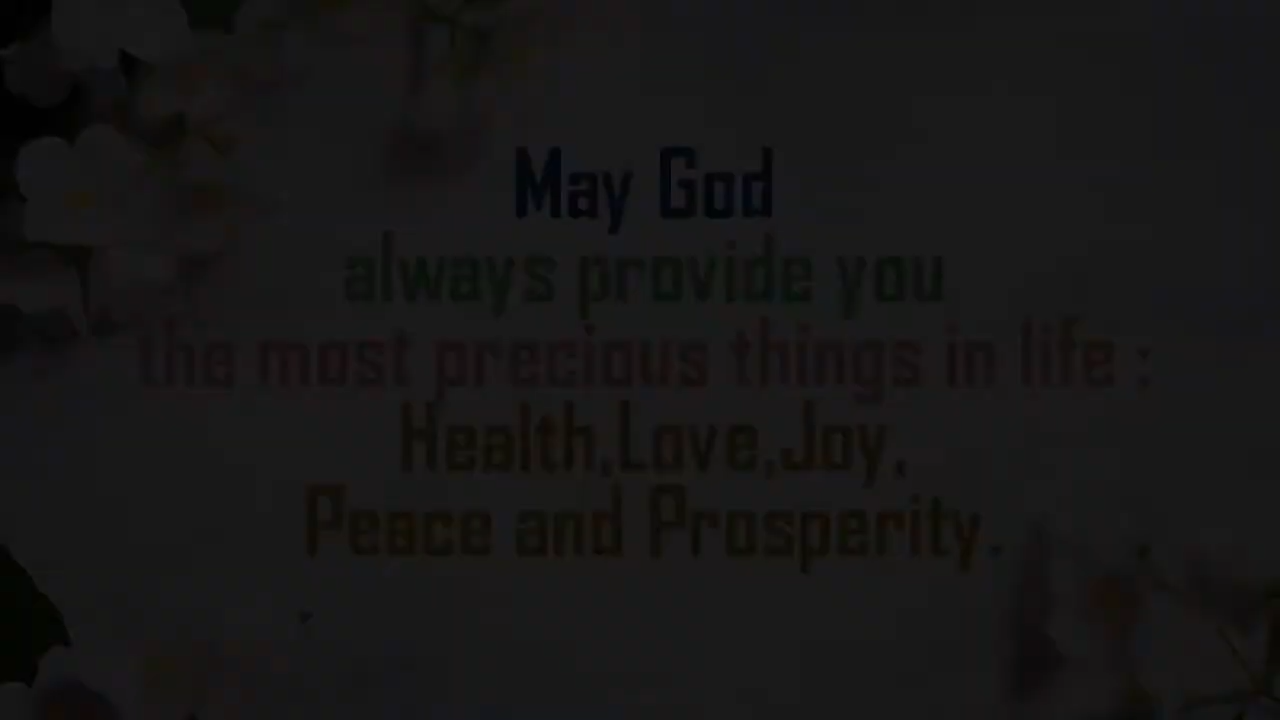 May God
always provide you
the most precious things in life :
Health,Love,Joy,
Peace and Prosperity.